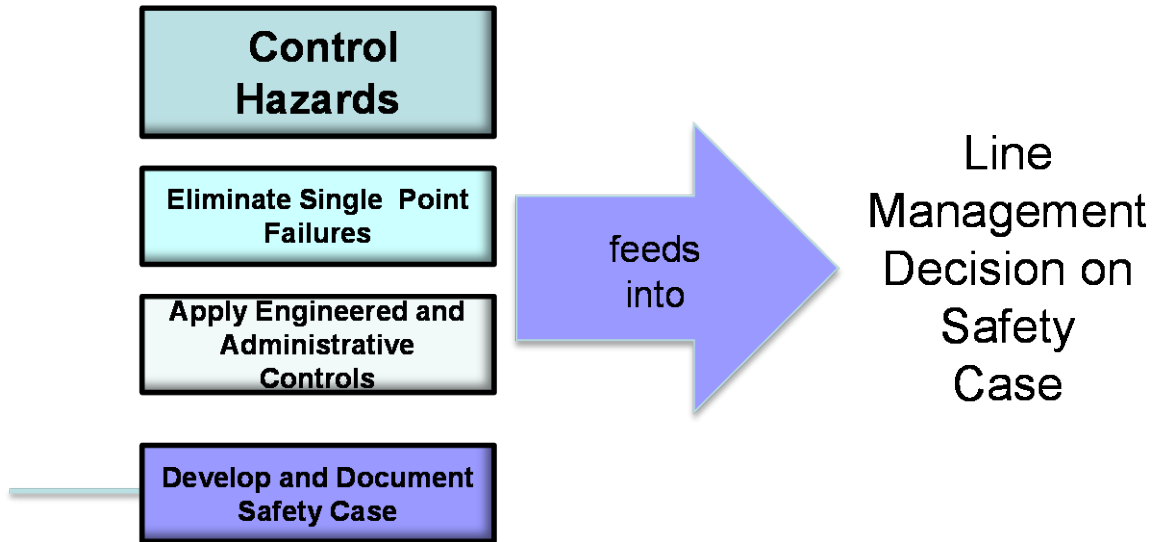 Control
Hazards
Eliminate Single  Point
Failures
Apply Engineered and
Administrative
Controls
Develop and Document
Safety Case
feeds
into
Line
Management
Decision on
Safety
Case